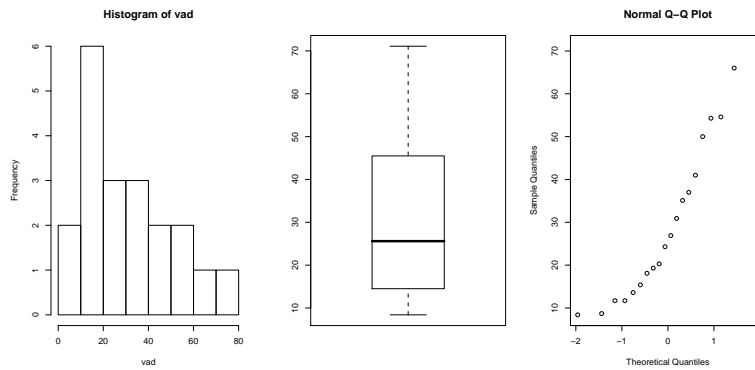 Histogram of vad
Frequency
0 1 2 3 4 5 6
0 20 40 60 80
vad
10 20 30 40 50 60 70
Normal Q−Q Plot
Sample Quantiles
10 20 30 40 50 60 70
−2 −1 0 1
Theoretical Quantiles